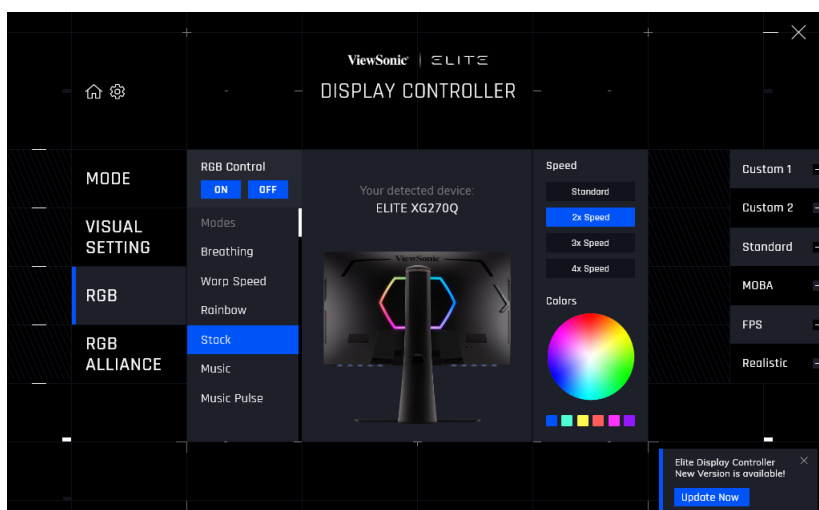 ViewSonic ELITE
DISPLAY CONTROLLER
MODE
VISUAL
SETTING
RGB
RGB
ALLIANCE
RGB Control
ON OFF
Modes
Breathing
Warp Speed
Rainbow
Stack
Music
Music Pulse
Your detected device:
ELITE XG270Q
ViewSonic
Speed
Standard
2x Speed
3x Speed
4x Speed
Colors
Custom 1
Custom 2
Standard
MOBA
FPS
Realistic
Elite Display Controller
New Version is available!
Update Now